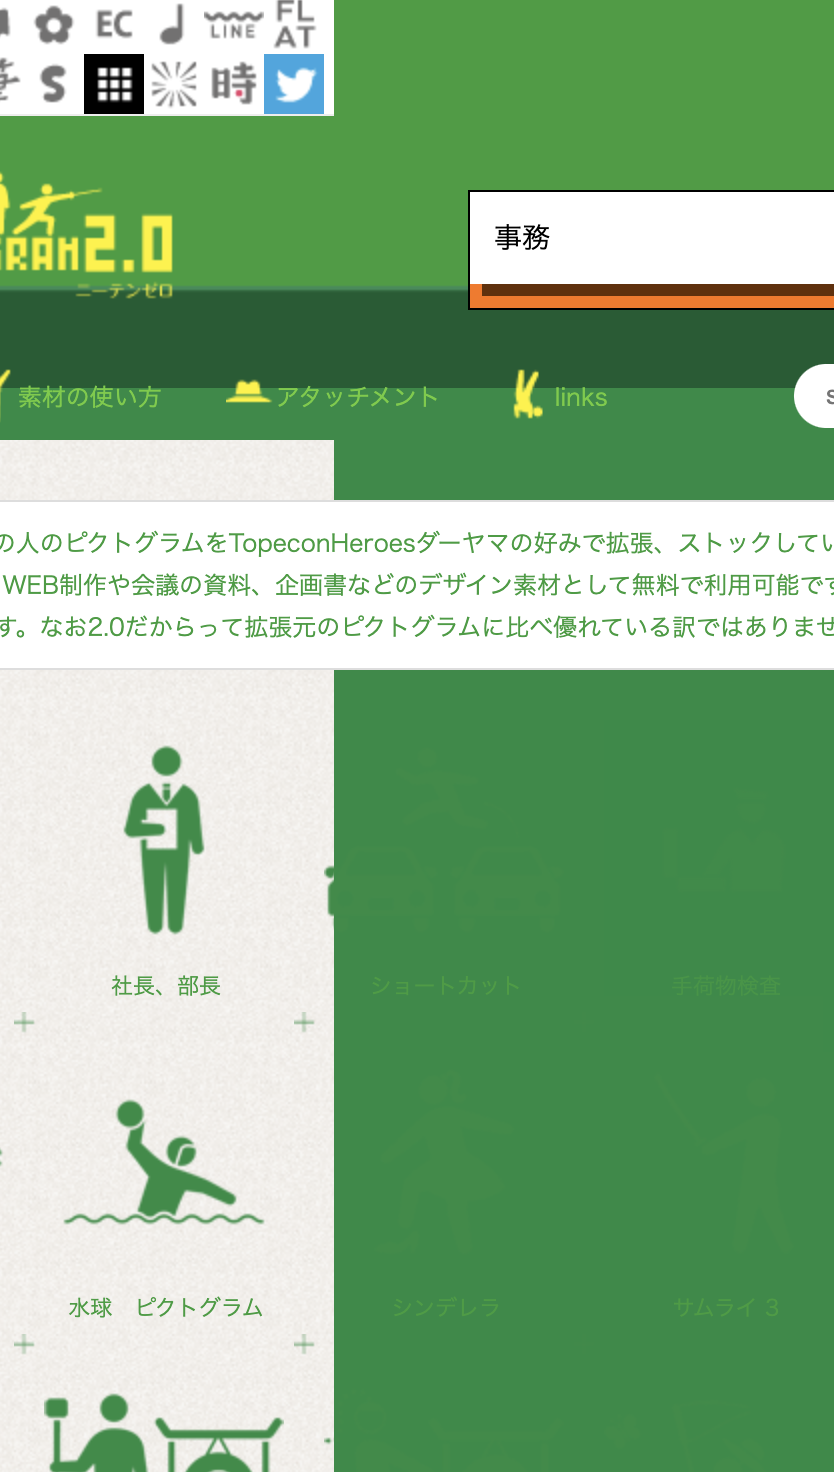 EC
LINE
FL
AT
S
時
GRAM2.0
ニーテンゼロ
事務
素材の使い方
アタッチメント
links
の人のピクトグラムをTopeconHeroesダーヤマの好みで拡張、ストックしてい
WEB制作や会議の資料、企画書などのデザイン素材として無料で利用可能です
す。なお2.0だからって拡張元のピクトグラムに比べ優れている訳ではありませ
社長、部長
ショートカット
手荷物検査
水球　ピクトグラム
シンデレラ
サムライ 3